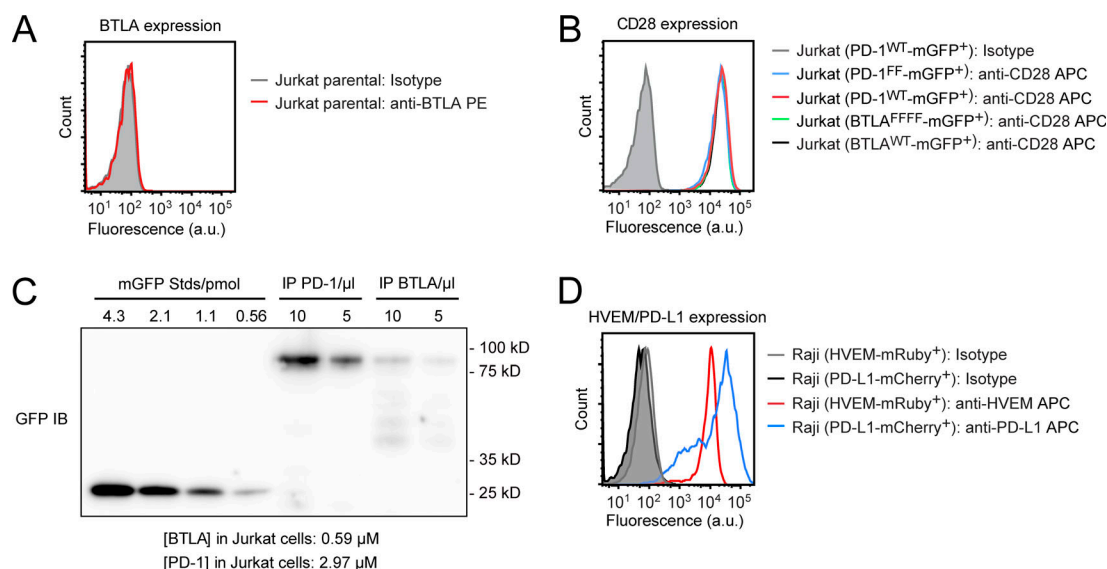 A
BTLA expression
Count
10¹ 10² 10³ 10⁴ 10⁵
Fluorescence (a.u.)
Jurkat parental: Isotype
Jurkat parental: anti-BTLA PE
B
CD28 expression
Count
10¹ 10² 10³ 10⁴ 10⁵
Fluorescence (a.u.)
Jurkat (PD-1ᵂᵀ-mGFP⁺): Isotype
Jurkat (PD-1FF-mGFP⁺): anti-CD28 APC
Jurkat (PD-1ᵂᵀ-mGFP⁺): anti-CD28 APC
Jurkat (BTLAFFFF-mGFP⁺): anti-CD28 APC
Jurkat (BTLAᵂᵀ-mGFP⁺): anti-CD28 APC
C
mGFP Stds/pmol IP PD-1/µl IP BTLA/µl
4.3 2.1 1.1 0.56 10 5 10 5
GFP IB
- 100 kD
- 75 kD
- 35 kD
- 25 kD
[BTLA] in Jurkat cells: 0.59 µM
[PD-1] in Jurkat cells: 2.97 µM
D
HVEM/PD-L1 expression
Count
10¹ 10² 10³ 10⁴ 10⁵
Fluorescence (a.u.)
Raji (HVEM-mRuby⁺): Isotype
Raji (PD-L1-mCherry⁺): Isotype
Raji (HVEM-mRuby⁺): anti-HVEM APC
Raji (PD-L1-mCherry⁺): anti-PD-L1 APC